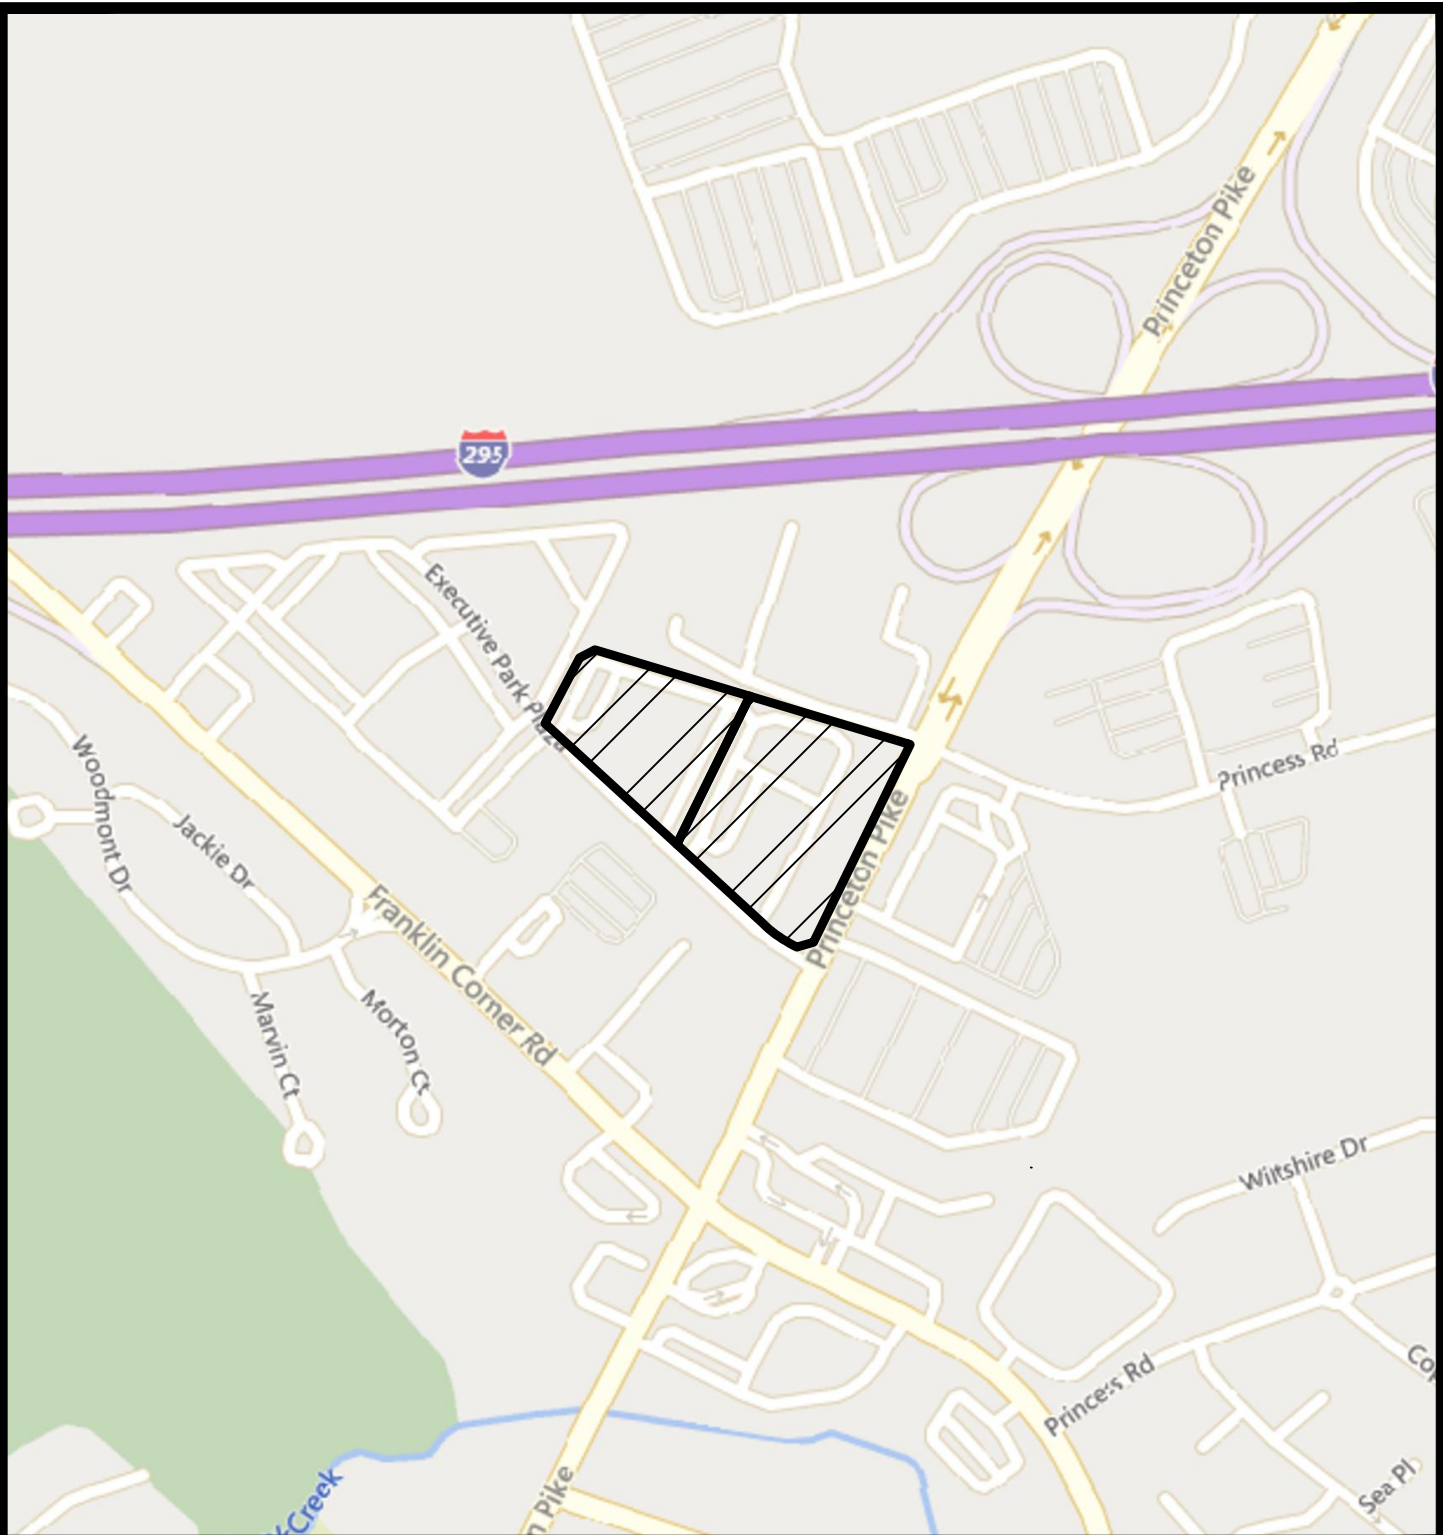 Princeton Pike
295
Executive Park Plaza
Princess Rd
Woodmont Dr
Jackie Dr
Princeton Pike
Franklin Corner Rd
Marvin Ct
Morton Ct
Wiltshire Dr
Princess Rd
Sea Pl
n Pike
Creek